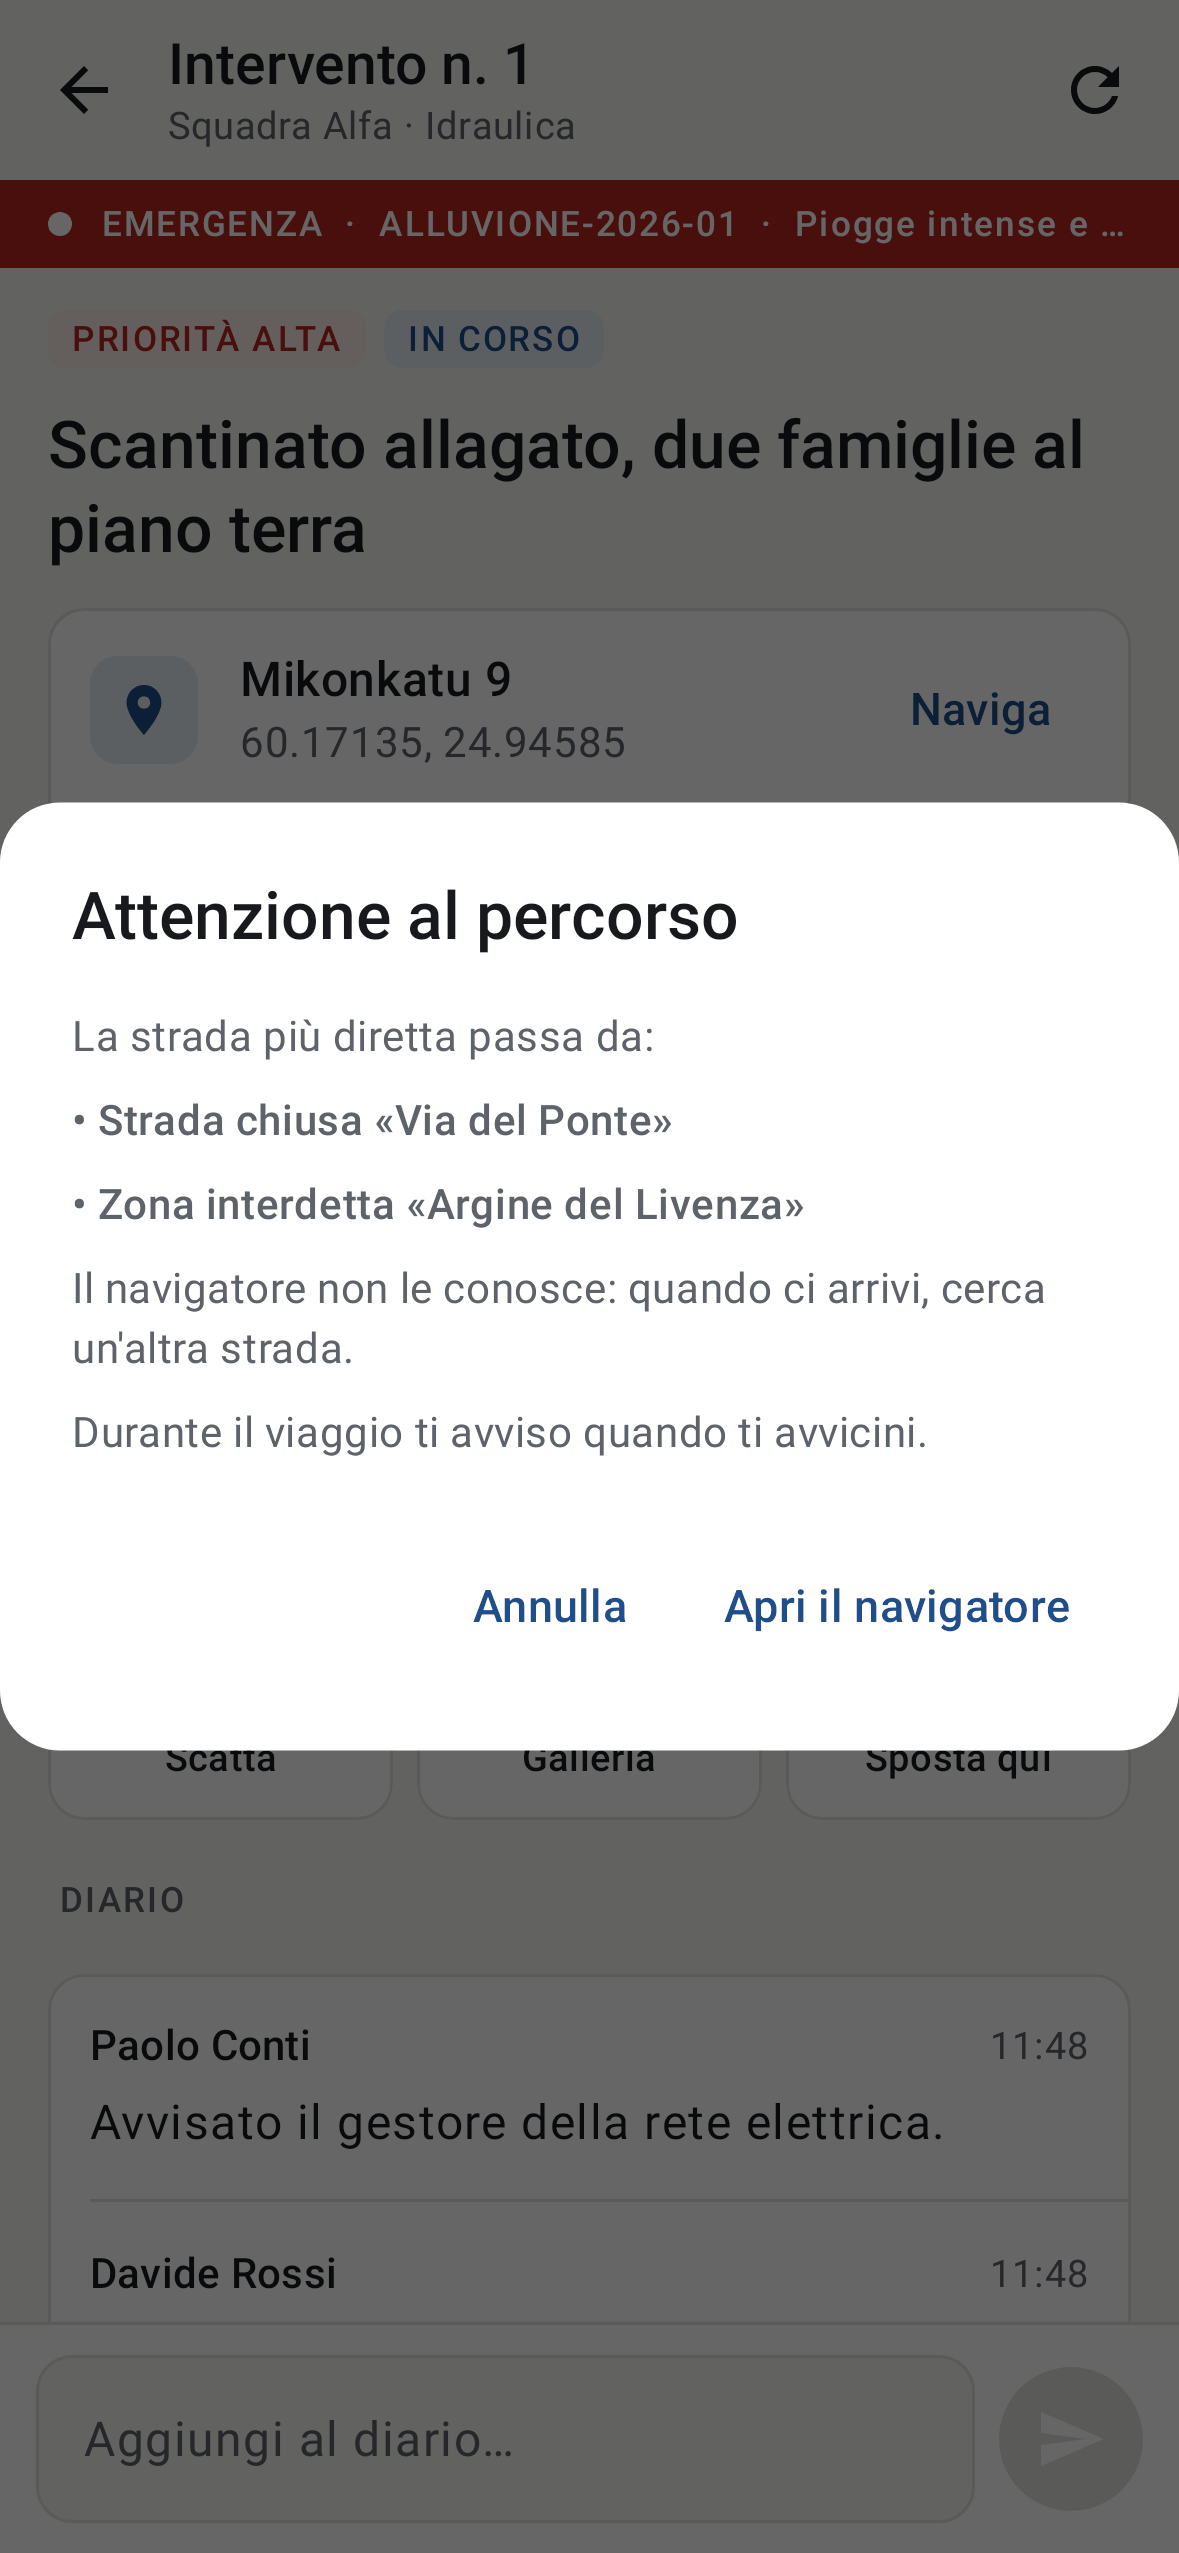 Intervento n. 1
Squadra Alfa · Idraulica
EMERGENZA · ALLUVIONE-2026-01 · Piogge intense e …
PRIORITÀ ALTA
IN CORSO
Scantinato allagato, due famiglie al
piano terra
Mikonkatu 9
60.17135, 24.94585
Naviga
Attenzione al percorso
La strada più diretta passa da:
• Strada chiusa «Via del Ponte»
• Zona interdetta «Argine del Livenza»
Il navigatore non le conosce: quando ci arrivi, cerca
un'altra strada.
Durante il viaggio ti avviso quando ti avvicini.
Annulla
Apri il navigatore
Scatta
Galleria
Sposta qui
DIARIO
Paolo Conti
11:48
Avvisato il gestore della rete elettrica.
Davide Rossi
11:48
Aggiungi al diario…